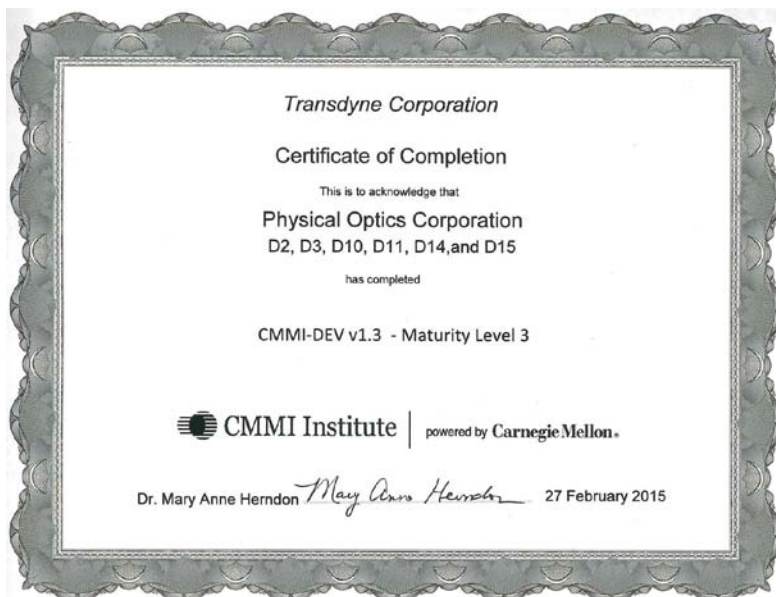 Transdyne Corporation
Certificate of Completion
This is to acknowledge that
Physical Optics Corporation
D2, D3, D10, D11, D14,and D15
has completed
CMMI-DEV v1.3 - Maturity Level 3
CMMI Institute | powered by Carnegie Mellon.
Dr. Mary Anne Herndon Mary Anne Herndon 27 February 2015